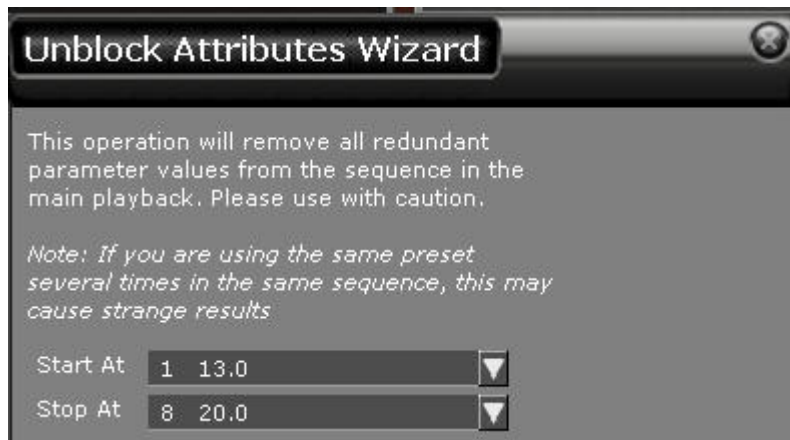 Unblock Attributes Wizard
This operation will remove all redundant
parameter values from the sequence in the
main playback. Please use with caution.
Note: If you are using the same preset
several times in the same sequence, this may
cause strange results
Start At 1 13.0
Stop At 8 20.0